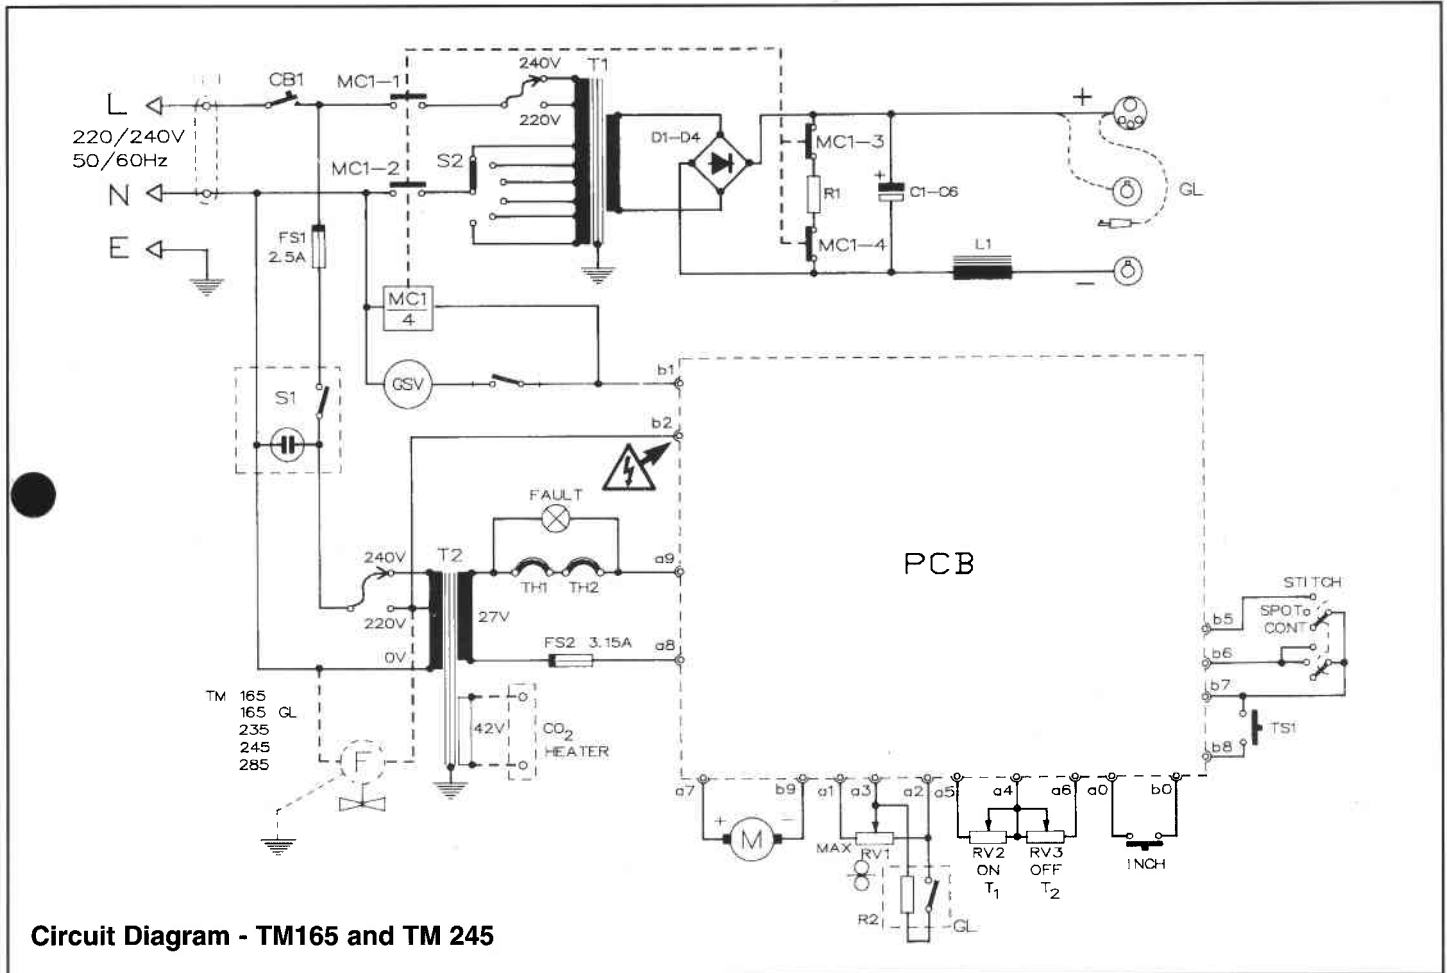 CB1
MC1-1
240V
T1
L
220/240V
50/60Hz
220V
D1-D4
+
MC1-3
MC1-2
S2
N
R1
+
C1-C6
GL
E
FS1
2.5A
MC1-4
L1
−
MC1
4
GSV
b1
S1
b2
FAULT
240V
T2
a9
TH1
TH2
PCB
STITCH
SPOT
CONT
b5
220V
27V
FS2 3.15A
a8
0V
b6
b7
TM 165
165 GL
235
245
285
F
42V
CO2
HEATER
TS1
b8
a7
b9
a1
a3
a2
a5
a4
a6
a0
b0
+
M
−
MAX
RV1
RV2
ON
T1
RV3
OFF
T2
INCH
R2
GL
Circuit Diagram - TM165 and TM 245